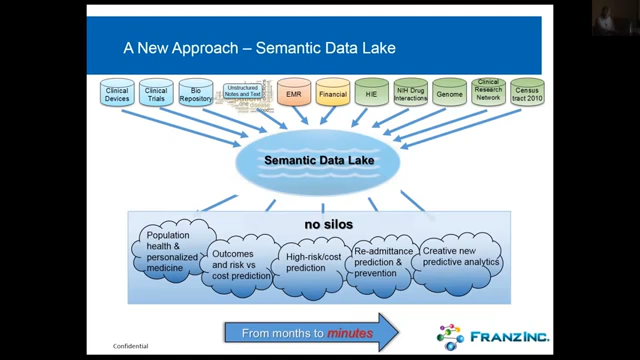 A New Approach – Semantic Data Lake
Clinical
Devices
Clinical
Trials
Bio
Repository
Unstructured
Notes and Text
EMR
Financial
HIE
NIH Drug
Interactions
Genome
Clinical
Research
Network
Census
tract 2010
Semantic Data Lake
no silos
Population
health &
personalized
medicine
Outcomes
and risk vs
cost prediction
High-risk/cost
prediction
Re-admittance
prediction &
prevention
Creative new
predictive analytics
From months to minutes
Confidential
FRANZ INC.